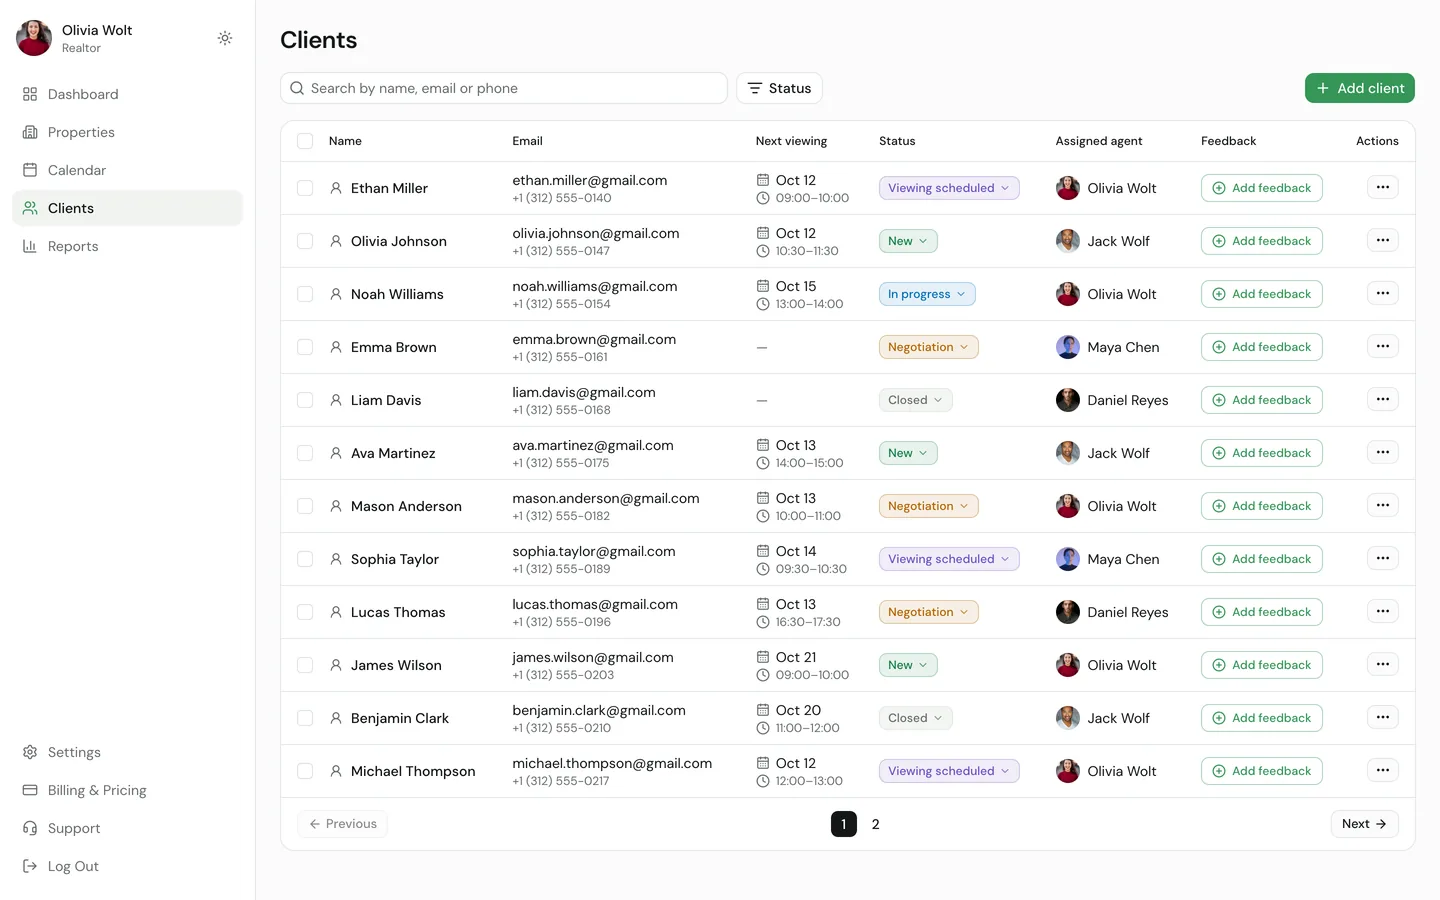 Olivia Wolt
Realtor
Dashboard
Properties
Calendar
Clients
Reports
Settings
Billing & Pricing
Support
Log Out
Clients
Search by name, email or phone
Status
Add client
Name Email Next viewing Status Assigned agent Feedback Actions
Ethan Miller ethan.miller@gmail.com Oct 12 Viewing scheduled Olivia Wolt Add feedback
+1 (312) 555-0140 09:00–10:00
Olivia Johnson olivia.johnson@gmail.com Oct 12 New Jack Wolf Add feedback
+1 (312) 555-0147 10:30–11:30
Noah Williams noah.williams@gmail.com Oct 15 In progress Olivia Wolt Add feedback
+1 (312) 555-0154 13:00–14:00
Emma Brown emma.brown@gmail.com — Negotiation Maya Chen Add feedback
+1 (312) 555-0161
Liam Davis liam.davis@gmail.com — Closed Daniel Reyes Add feedback
+1 (312) 555-0168
Ava Martinez ava.martinez@gmail.com Oct 13 New Jack Wolf Add feedback
+1 (312) 555-0175 14:00–15:00
Mason Anderson mason.anderson@gmail.com Oct 13 Negotiation Olivia Wolt Add feedback
+1 (312) 555-0182 10:00–11:00
Sophia Taylor sophia.taylor@gmail.com Oct 14 Viewing scheduled Maya Chen Add feedback
+1 (312) 555-0189 09:30–10:30
Lucas Thomas lucas.thomas@gmail.com Oct 13 Negotiation Daniel Reyes Add feedback
+1 (312) 555-0196 16:30–17:30
James Wilson james.wilson@gmail.com Oct 21 New Olivia Wolt Add feedback
+1 (312) 555-0203 09:00–10:00
Benjamin Clark benjamin.clark@gmail.com Oct 20 Closed Jack Wolf Add feedback
+1 (312) 555-0210 11:00–12:00
Michael Thompson michael.thompson@gmail.com Oct 12 Viewing scheduled Olivia Wolt Add feedback
+1 (312) 555-0217 12:00–13:00
Previous 1 2 Next